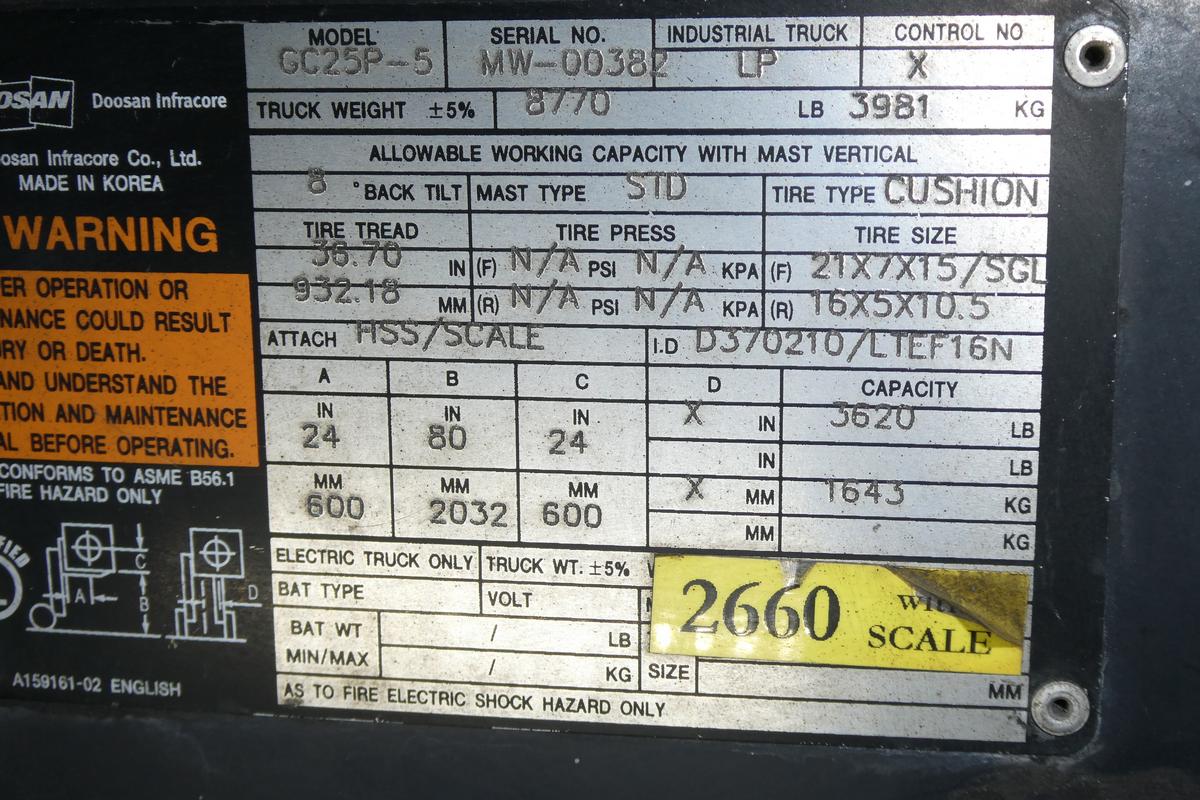 OOSAN Doosan Infracore
oosan Infracore Co., Ltd.
MADE IN KOREA
WARNING
ER OPERATION OR
NANCE COULD RESULT
RY OR DEATH.
AND UNDERSTAND THE
TION AND MAINTENANCE
AL BEFORE OPERATING.
CONFORMS TO ASME B56.1
FIRE HAZARD ONLY
FIED
C
A
B
D
A159161-02 ENGLISH
MODEL SERIAL NO. INDUSTRIAL TRUCK CONTROL NO
GC25P-5 MW-00382 LP X
TRUCK WEIGHT ±5% 8770 LB 3981 KG
ALLOWABLE WORKING CAPACITY WITH MAST VERTICAL
8 °BACK TILT MAST TYPE STD TIRE TYPE CUSHION
TIRE TREAD TIRE PRESS TIRE SIZE
36.70 IN (F) N/A PSI N/A KPA (F) 21X7X15/SGL
932.18 MM (R) N/A PSI N/A KPA (R) 16X5X10.5
ATTACH HSS/SCALE I.D D370210/LTEF16N
A B C D CAPACITY
IN IN IN X IN 3620 LB
24 80 24
IN LB
MM MM MM X MM 1643 KG
600 2032 600
MM KG
ELECTRIC TRUCK ONLY TRUCK WT. ±5%
BAT TYPE VOLT
BAT WT / LB
MIN/MAX / KG SIZE MM
AS TO FIRE ELECTRIC SHOCK HAZARD ONLY
2660
SCALE